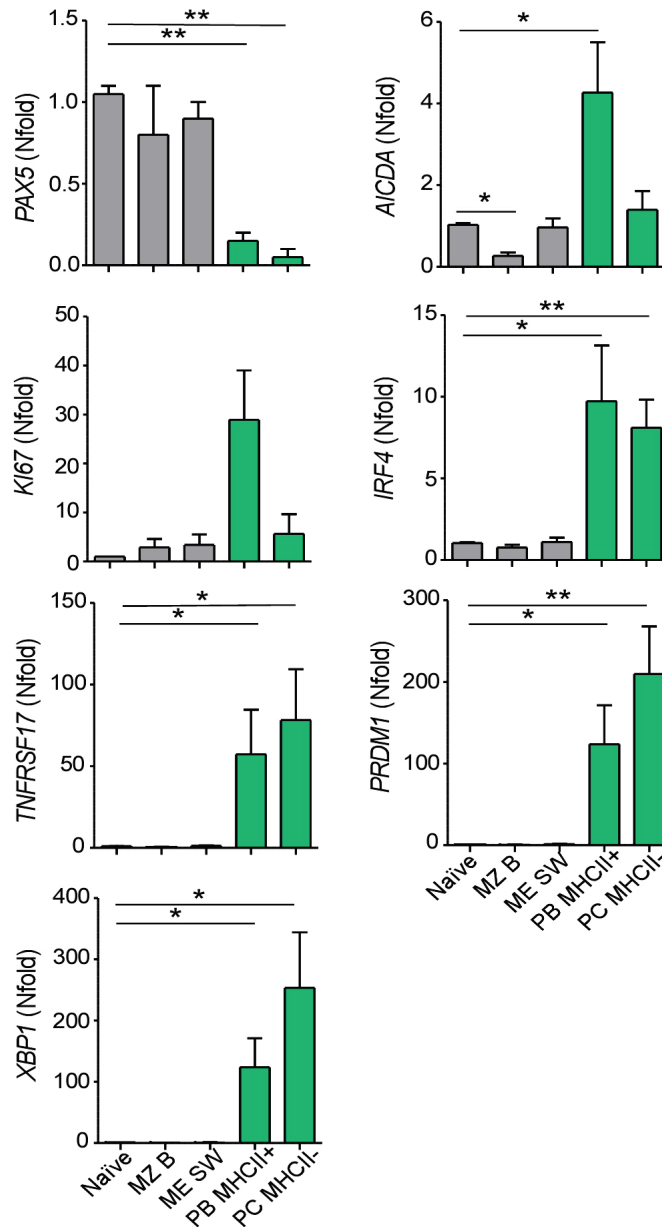 **
**
1.5
1.0
0.5
0.0
PAX5 (Nfold)
*
*
6
4
2
0
AICDA (Nfold)
50
40
30
20
10
0
KI67 (Nfold)
**
*
15
10
5
0
IRF4 (Nfold)
*
*
150
100
50
0
TNFRSF17 (Nfold)
**
*
300
200
100
0
PRDM1 (Nfold)
Naïve
MZ B
ME SW
PB MHCII+
PC MHCII-
*
*
400
300
200
100
0
XBP1 (Nfold)
Naïve
MZ B
ME SW
PB MHCII+
PC MHCII-